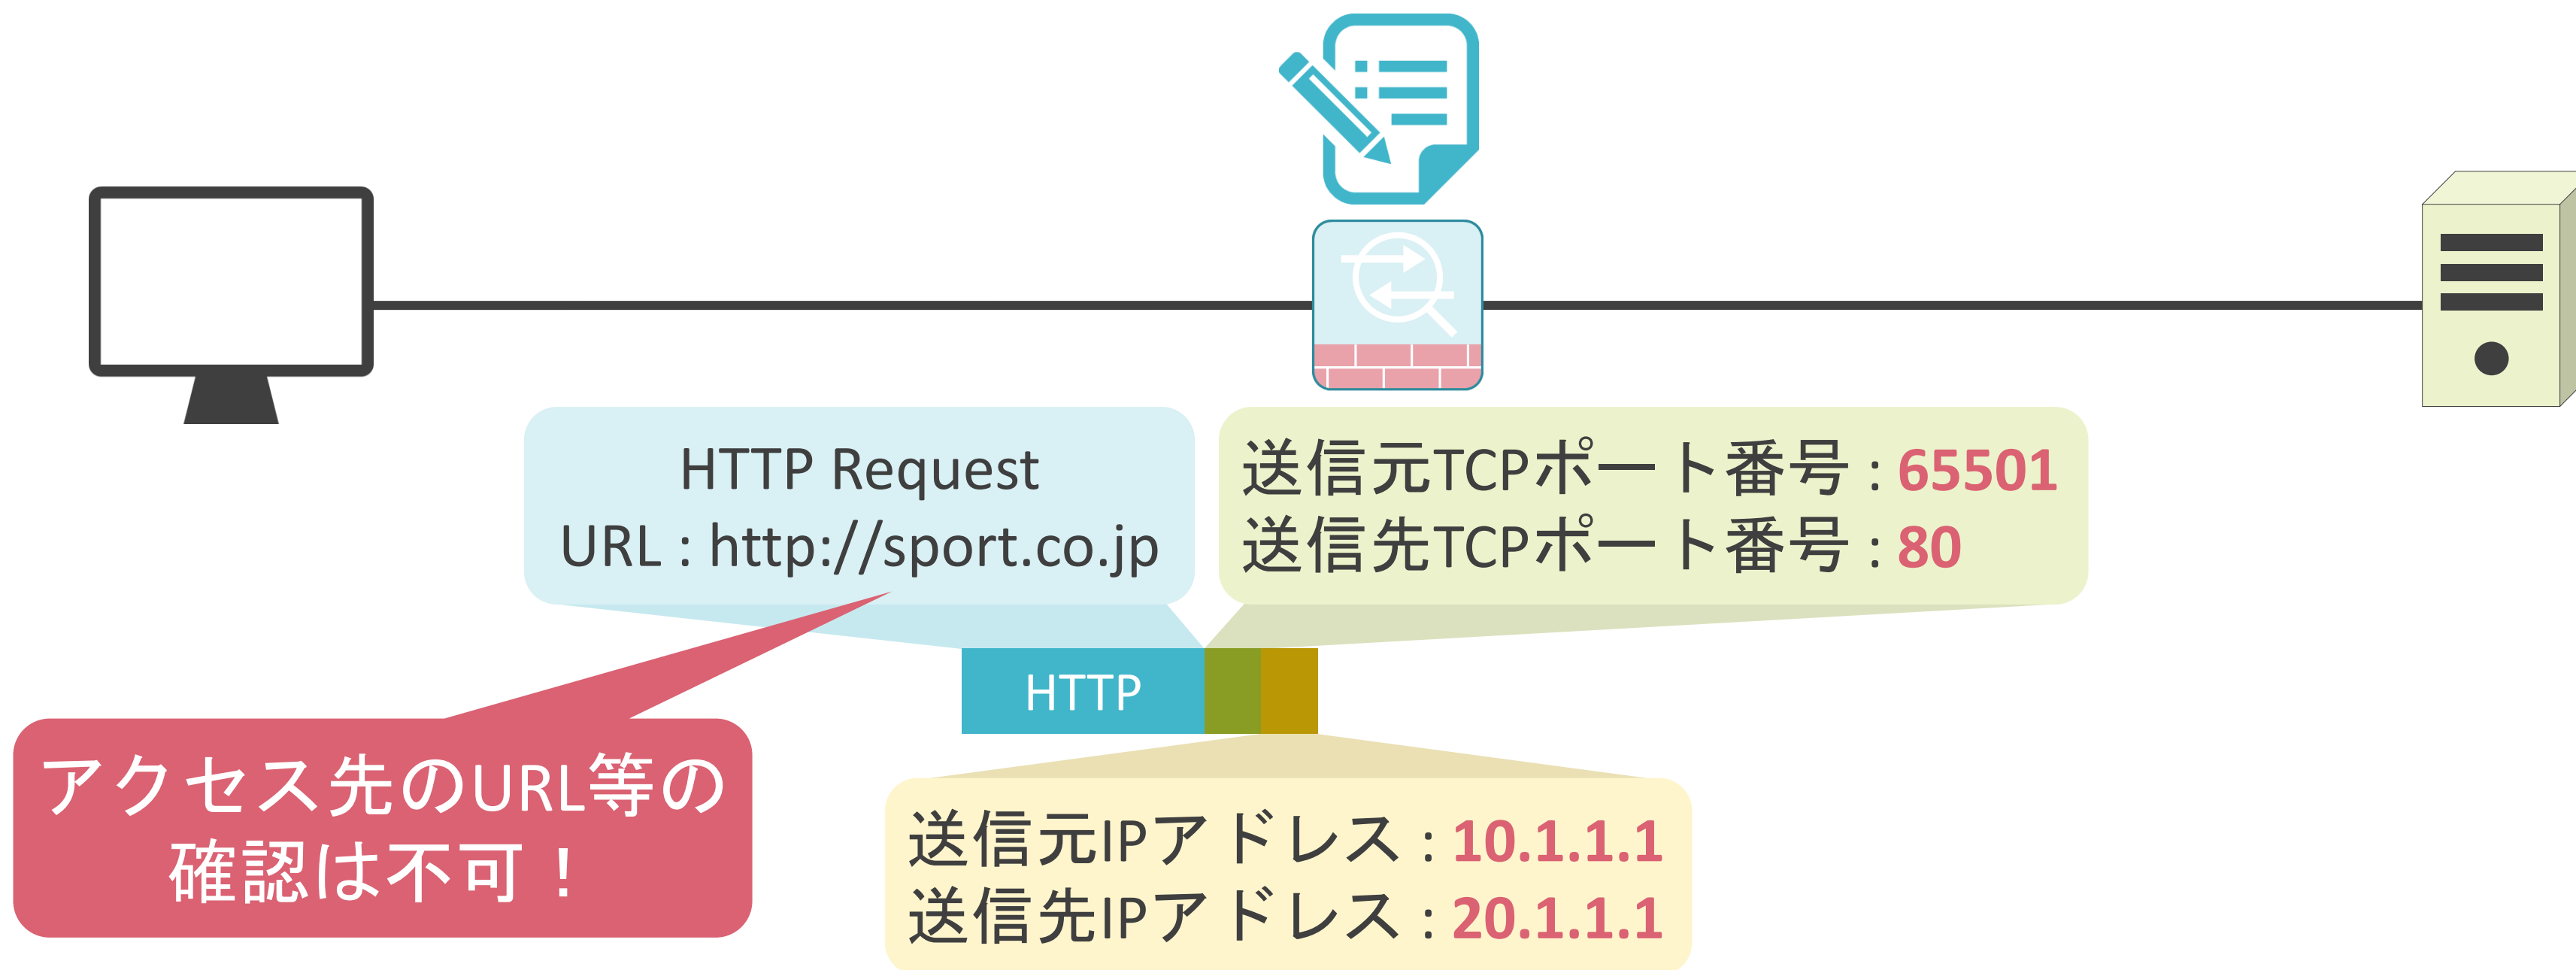 HTTP Request
URL : http://sport.co.jp
送信元TCPポート番号 : 65501
送信先TCPポート番号 : 80
HTTP
アクセス先のURL等の
確認は不可！
送信元IPアドレス : 10.1.1.1
送信先IPアドレス : 20.1.1.1